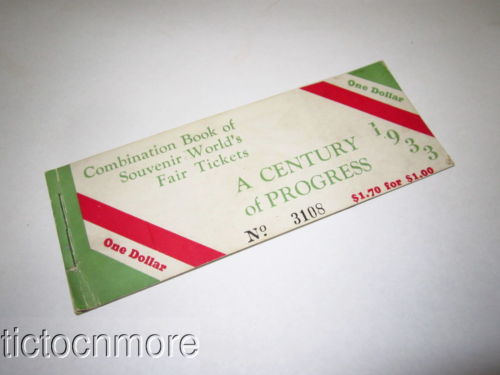 One Dollar
Combination Book of
Souvenir World's
Fair Tickets
1933
A CENTURY
of PROGRESS
$1.70 for $1.00
No 3108
One Dollar
tictocnmore